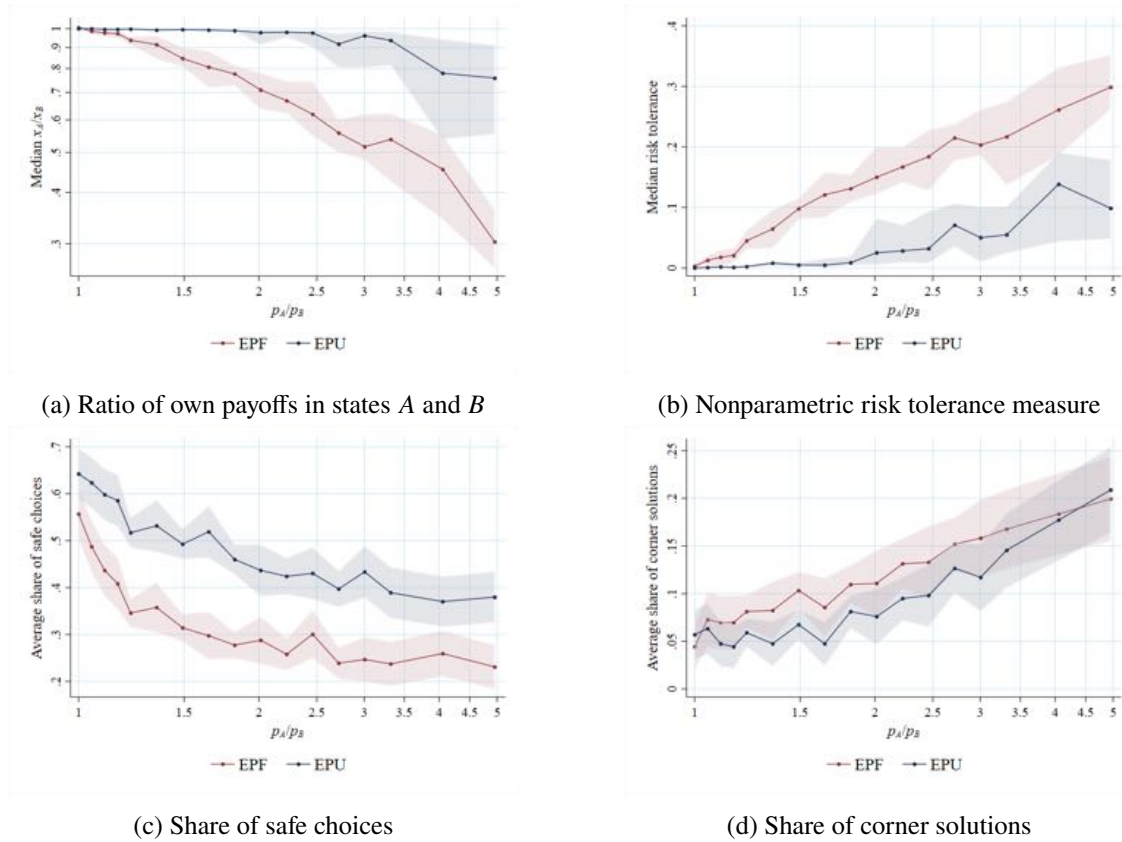 Median x_A/x_B
1
.9
.8
.7
.6
.5
.4
.3
1 1.5 2 2.5 3 3.5 4 4.5 5
p_A/p_B
EPF EPU
(a) Ratio of own payoffs in states A and B
Median risk tolerance
.4
.3
.2
.1
0
1 1.5 2 2.5 3 3.5 4 4.5 5
p_A/p_B
EPF EPU
(b) Nonparametric risk tolerance measure
Average share of safe choices
.7
.6
.5
.4
.3
.2
1 1.5 2 2.5 3 3.5 4 4.5 5
p_A/p_B
EPF EPU
(c) Share of safe choices
Average share of corner solutions
.25
.2
.15
.1
.05
0
1 1.5 2 2.5 3 3.5 4 4.5 5
p_A/p_B
EPF EPU
(d) Share of corner solutions